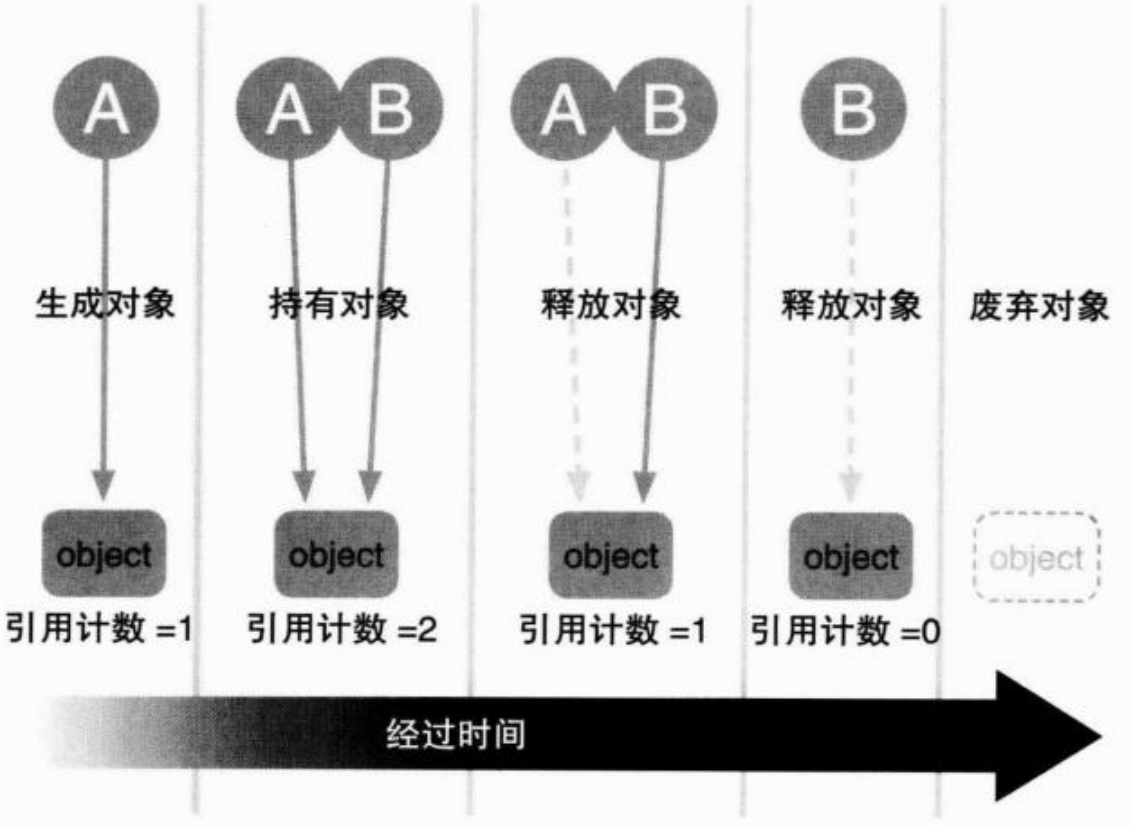 A
A B
A B
B
生成对象
持有对象
释放对象
释放对象
废弃对象
object
object
object
object
object
引用计数 =1
引用计数 =2
引用计数 =1
引用计数 =0
经过时间